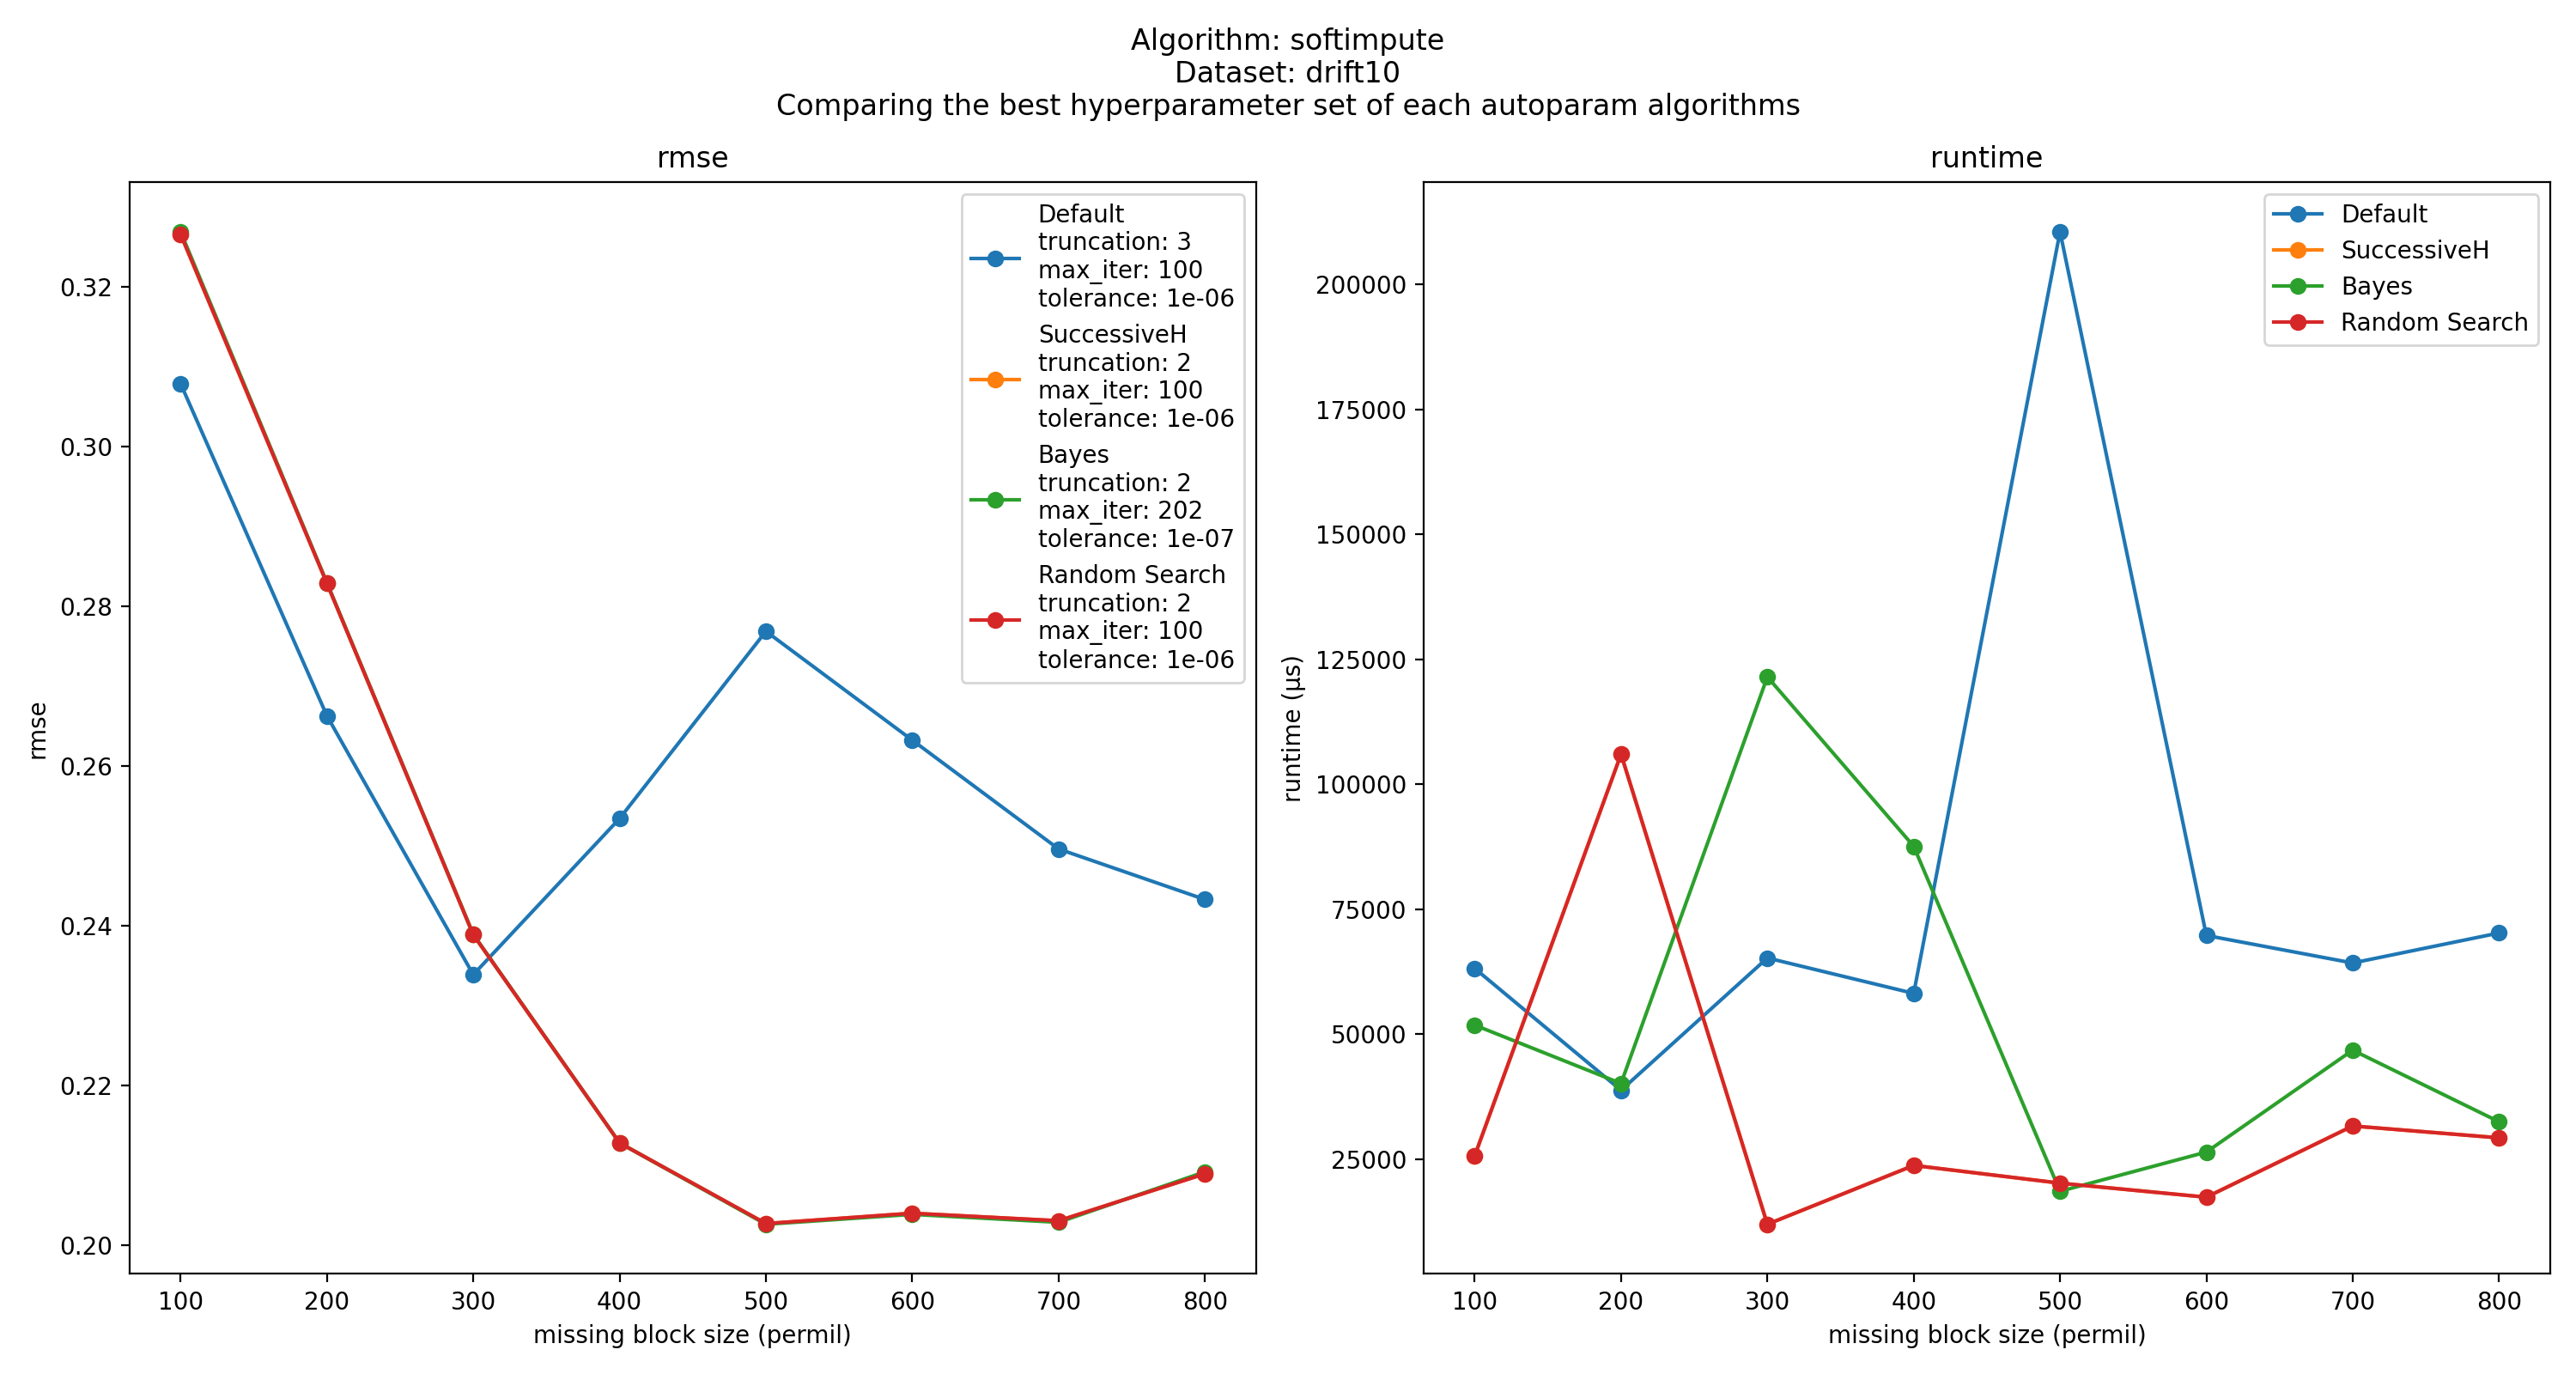 Algorithm: softimpute
Dataset: drift10
Comparing the best hyperparameter set of each autoparam algorithms
rmse
rmse
0.32
0.30
0.28
0.26
0.24
0.22
0.20
100 200 300 400 500 600 700 800
missing block size (permil)
Default
truncation: 3
max_iter: 100
tolerance: 1e-06
SuccessiveH
truncation: 2
max_iter: 100
tolerance: 1e-06
Bayes
truncation: 2
max_iter: 202
tolerance: 1e-07
Random Search
truncation: 2
max_iter: 100
tolerance: 1e-06
runtime
runtime (µs)
200000
175000
150000
125000
100000
75000
50000
25000
100 200 300 400 500 600 700 800
missing block size (permil)
Default
SuccessiveH
Bayes
Random Search